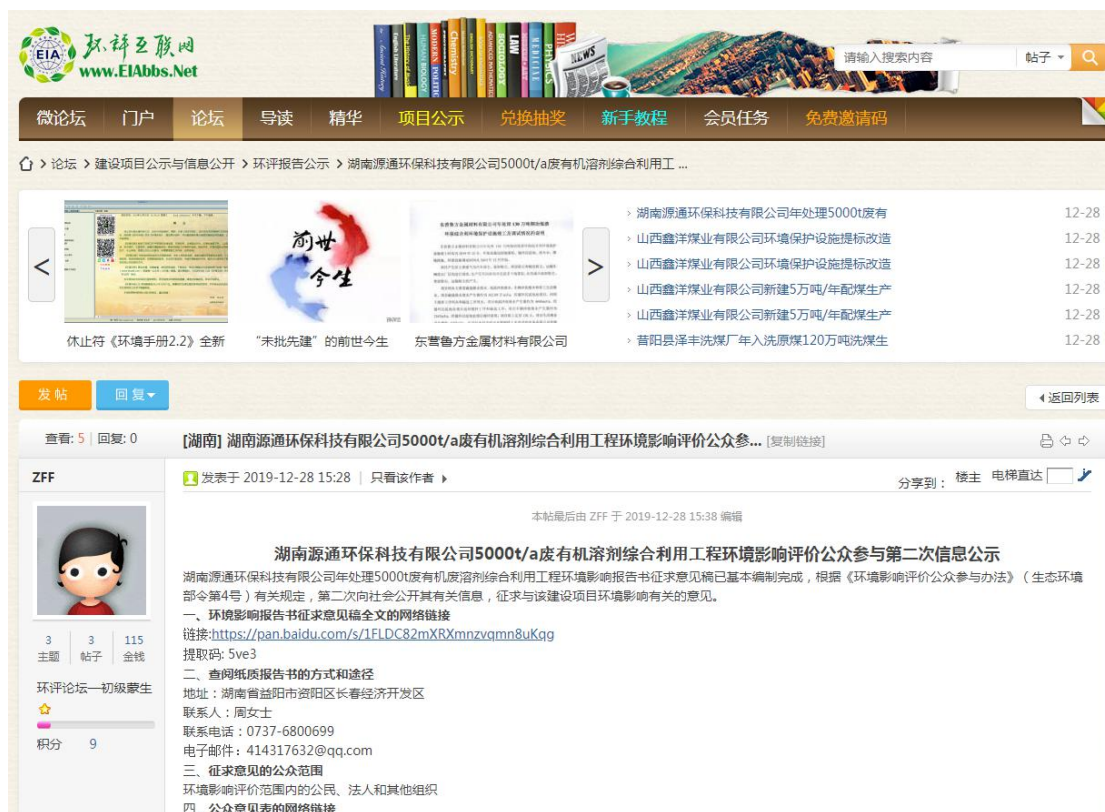 EIA 环评互联网
www.EIAbbs.Net
请输入搜索内容 帖子
微论坛 门户 论坛 导读 精华 项目公示 兑换抽奖 新手教程 会员任务 免费邀请码
论坛 > 建设项目公示与信息公开 > 环评报告公示 > 湖南源通环保科技有限公司5000t/a废有机溶剂综合利用工 ...
前世
今生
休止符《环境手册2.2》全新
“未批先建”的前世今生
东营鲁方金属材料有限公司
湖南源通环保科技有限公司年处理5000t废有 12-28
山西鑫洋煤业有限公司环境保护设施提标改造 12-28
山西鑫洋煤业有限公司环境保护设施提标改造 12-28
山西鑫洋煤业有限公司新建5万吨/年配煤生产 12-28
山西鑫洋煤业有限公司新建5万吨/年配煤生产 12-28
昔阳县泽丰洗煤厂年入洗原煤120万吨洗煤生 12-28
发帖 回复 返回列表
查看: 5 | 回复: 0
[湖南] 湖南源通环保科技有限公司5000t/a废有机溶剂综合利用工程环境影响评价公众参... [复制链接]
ZFF
发表于 2019-12-28 15:28 | 只看该作者
分享到： 楼主 电梯直达
本帖最后由 ZFF 于 2019-12-28 15:38 编辑
湖南源通环保科技有限公司5000t/a废有机溶剂综合利用工程环境影响评价公众参与第二次信息公示
湖南源通环保科技有限公司年处理5000t废有机废溶剂综合利用工程环境影响报告书征求意见稿已基本编制完成，根据《环境影响评价公众参与办法》（生态环境
部令第4号）有关规定，第二次向社会公开其有关信息，征求与该建设项目环境影响有关的意见。
一、环境影响报告书征求意见稿全文的网络链接
链接:https://pan.baidu.com/s/1FLDC82mXRXmnzvqmn8uKqg
提取码: 5ve3
二、查阅纸质报告书的方式和途径
地址：湖南省益阳市资阳区长春经济开发区
联系人：周女士
联系电话：0737-6800699
电子邮件：414317632@qq.com
三、征求意见的公众范围
环境影响评价范围内的公民、法人和其他组织
四、公众意见表的网络链接
3 3 115
主题 帖子 金钱
环评论坛—初级蒙生
积分 9